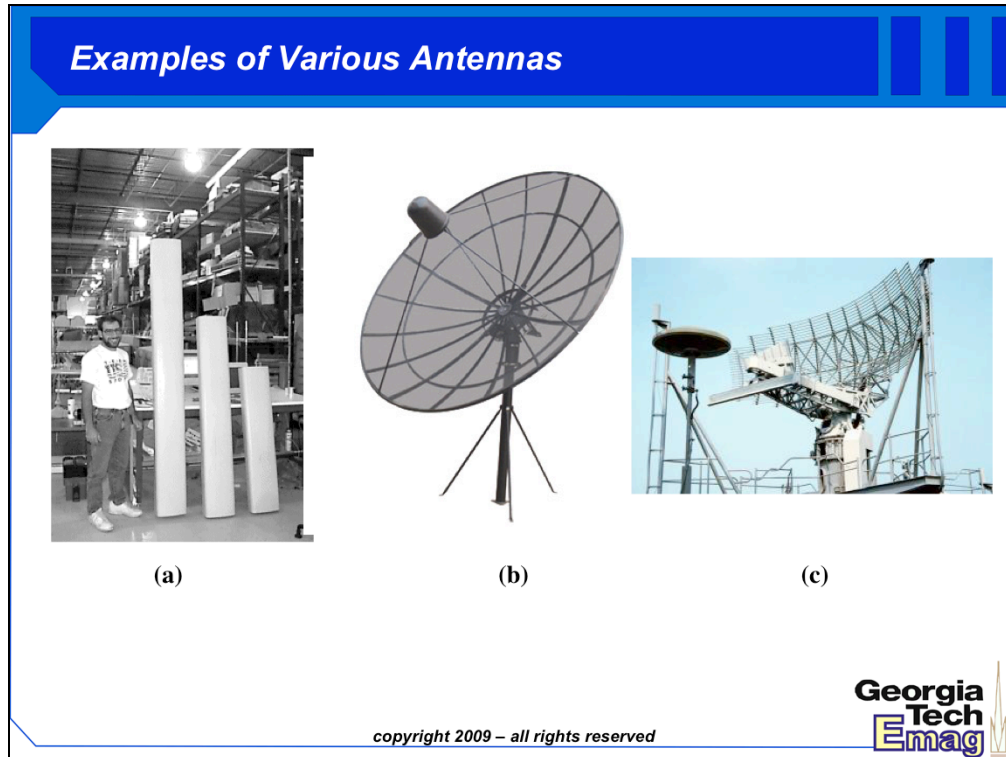 Examples of Various Antennas
(a)
(b)
(c)
copyright 2009 – all rights reserved
Georgia
Tech
Emag